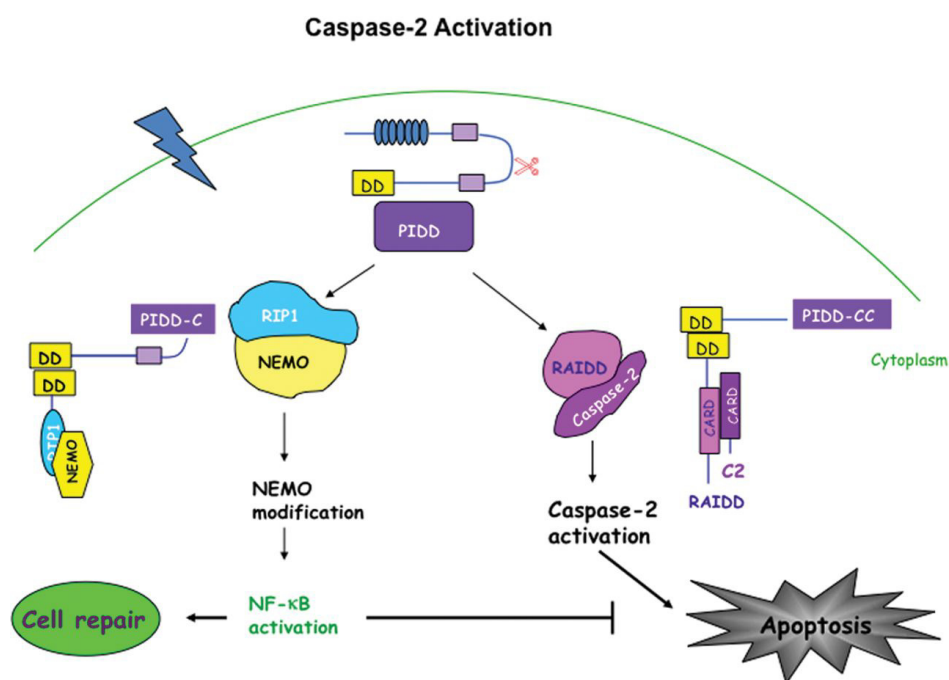 Caspase-2 Activation
DD
PIDD
PIDD-C
RIP1
NEMO
DD
DD
RIP1
NEMO
RAIDD
Caspase-2
DD
PIDD-CC
DD
Cytoplasm
CARD
CARD
C2
RAIDD
NEMO
modification
Caspase-2
activation
Cell repair
NF-κB
activation
Apoptosis